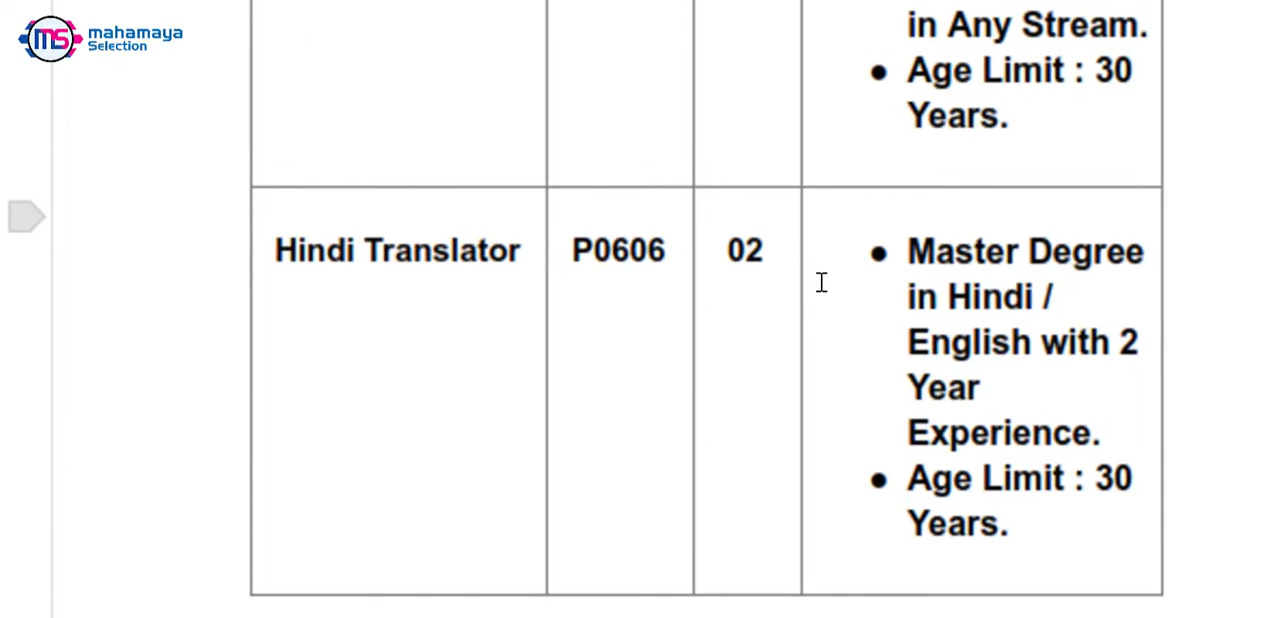 MS
mahamaya
Selection
in Any Stream.
● Age Limit : 30
Years.
Hindi Translator P0606 02 ● Master Degree
in Hindi /
English with 2
Year
Experience.
● Age Limit : 30
Years.